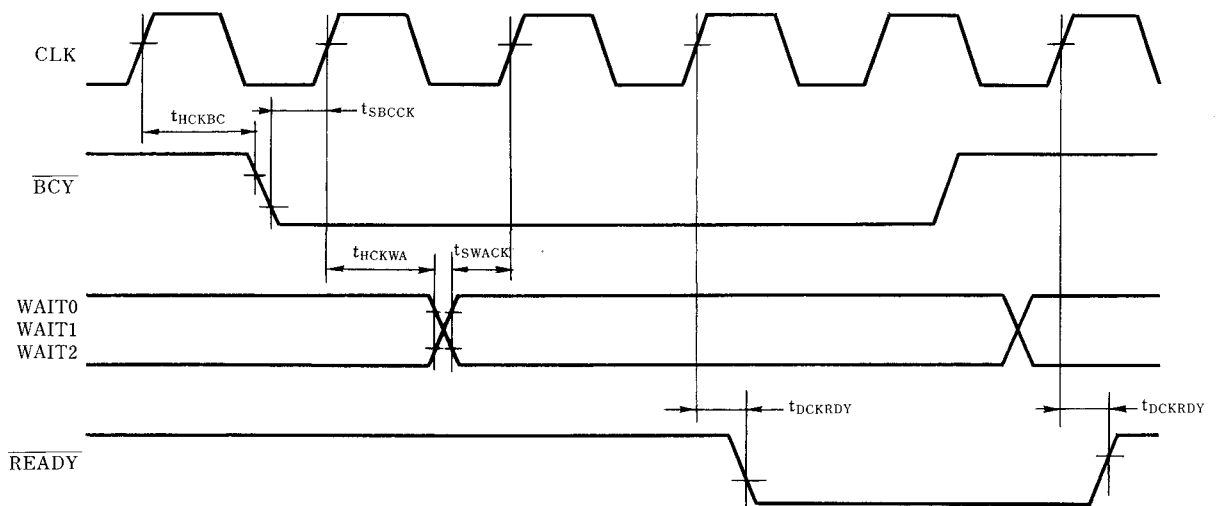 CLK
tSBCCK
tHCKBC
BCY
tHCKWA
tSWACK
WAIT0
WAIT1
WAIT2
tDCKRDY
tDCKRDY
READY